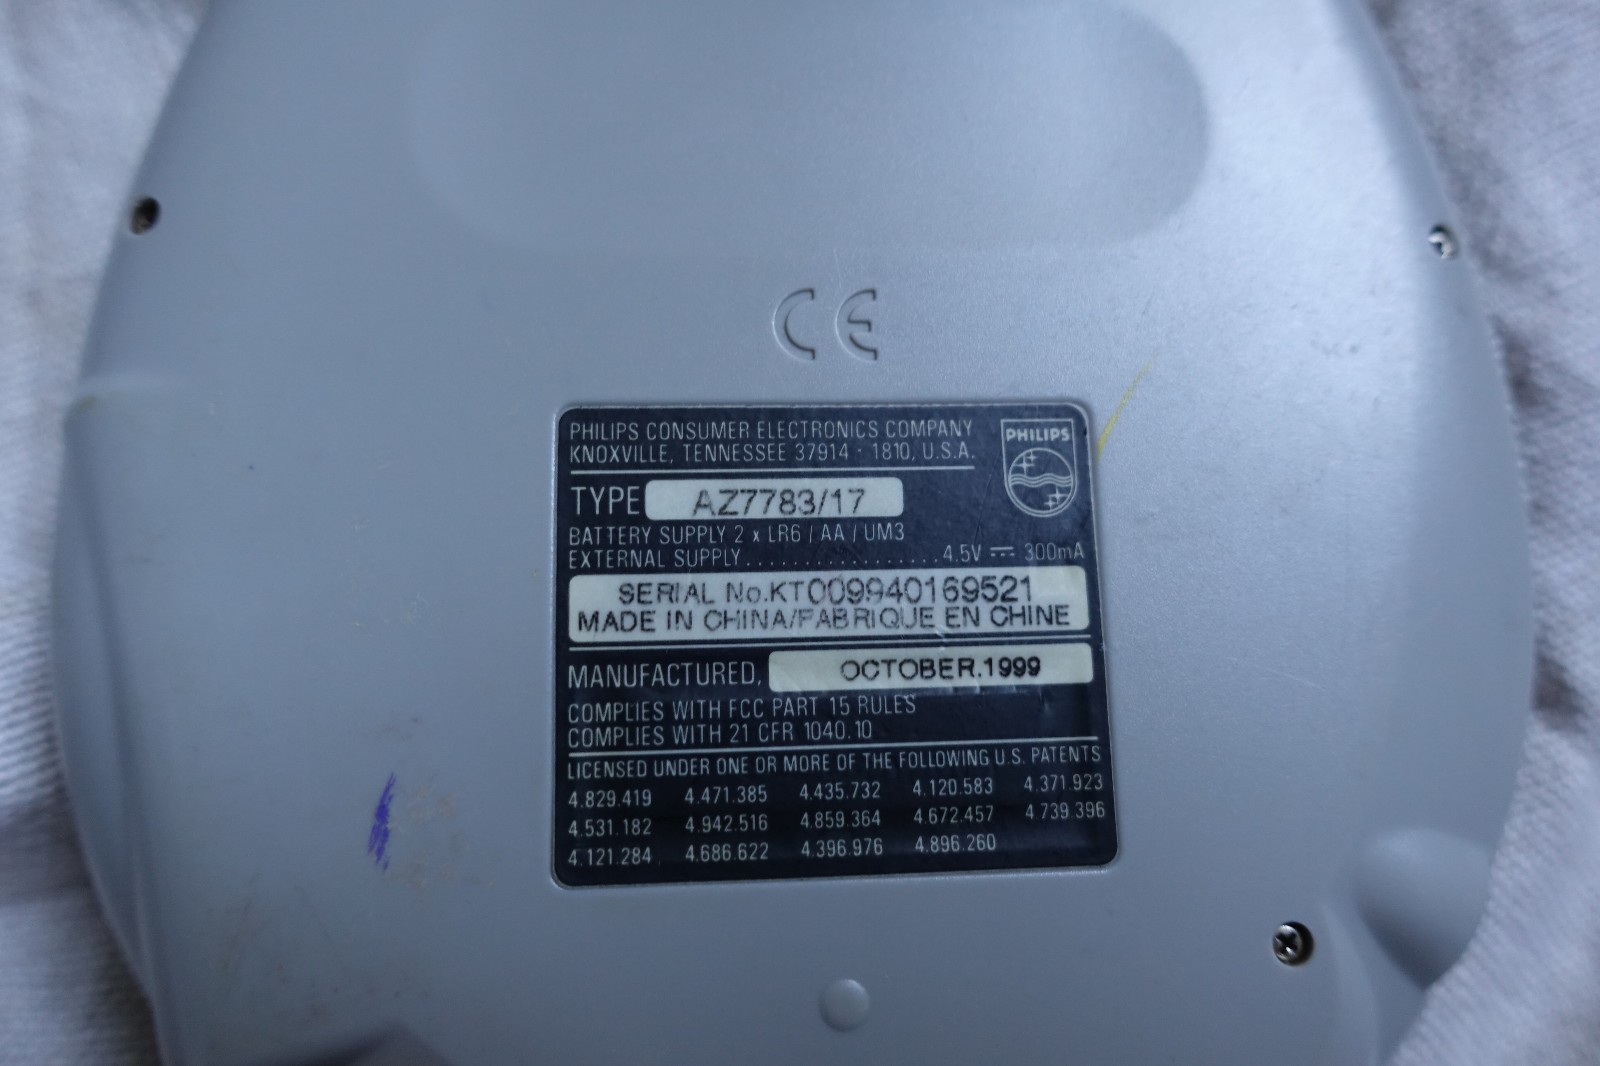 CE
PHILIPS CONSUMER ELECTRONICS COMPANY
KNOXVILLE, TENNESSEE 37914 - 1810, U.S.A.
PHILIPS
TYPE AZ7783/17
BATTERY SUPPLY 2 x LR6 / AA / UM3
EXTERNAL SUPPLY.................4.5V ⎓ 300mA
SERIAL No.KT009940169521
MADE IN CHINA/FABRIQUE EN CHINE
MANUFACTURED, OCTOBER.1999
COMPLIES WITH FCC PART 15 RULES
COMPLIES WITH 21 CFR 1040.10
LICENSED UNDER ONE OR MORE OF THE FOLLOWING U.S. PATENTS
4.829.419 4.471.385 4.435.732 4.120.583 4.371.923
4.531.182 4.942.516 4.859.364 4.672.457 4.739.396
4.121.284 4.686.622 4.396.976 4.896.260